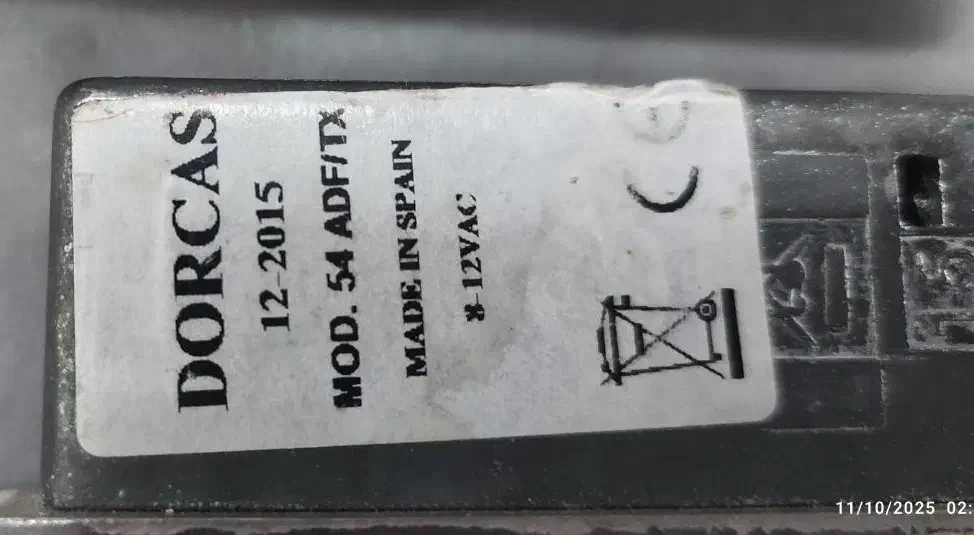 DORCAS
12-2015
MOD. 54 ADF/TX
MADE IN SPAIN
8-12VAC
CE
11/10/2025 02: